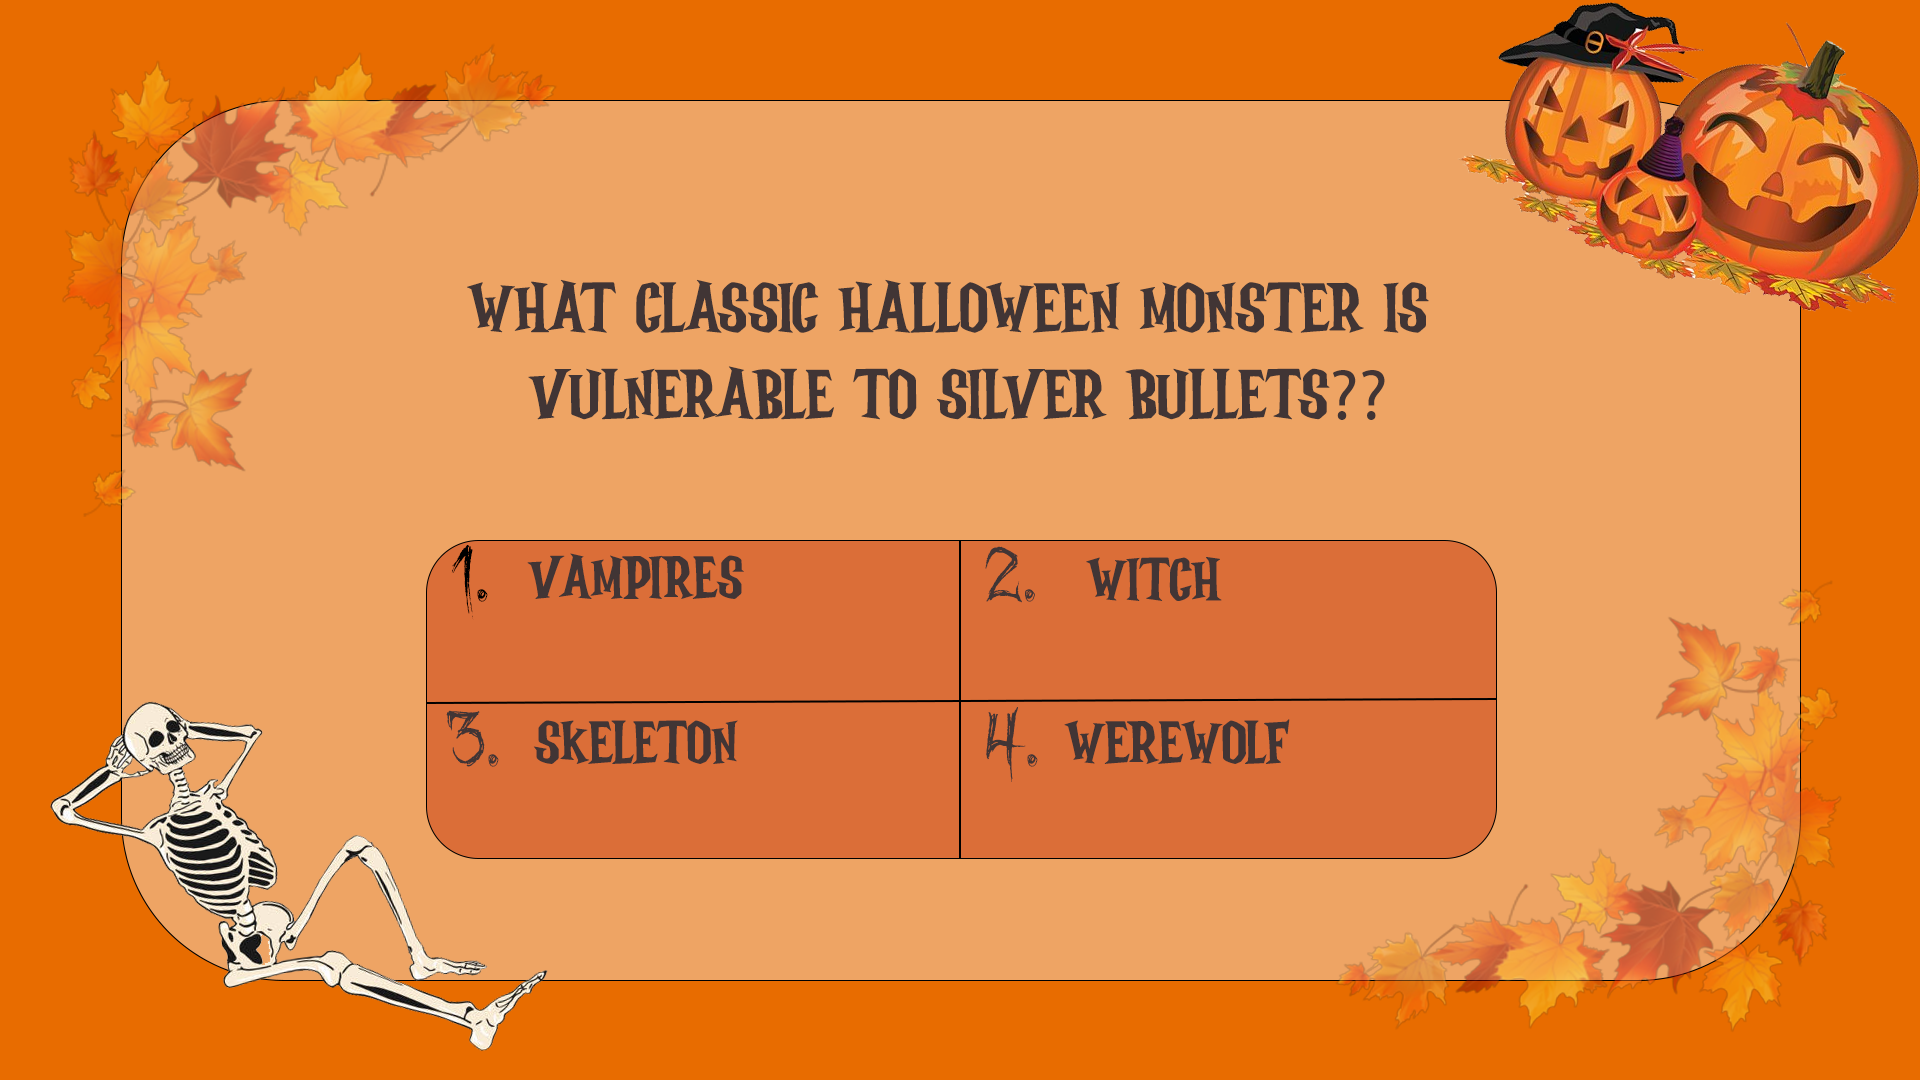 WHAT CLASSIC HALLOWEEN MONSTER IS
VULNERABLE TO SILVER BULLETS??
1. VAMPIRES
2. WITCH
3. SKELETON
4. WEREWOLF